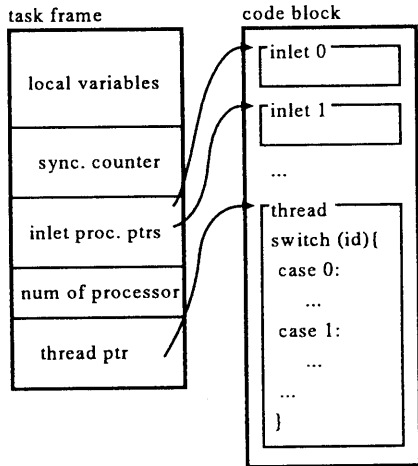 task frame
local variables
sync. counter
inlet proc. ptrs
num of processor
thread ptr
code block
inlet 0
inlet 1
...
thread
switch (id){
case 0:
...
case 1:
...
...
}